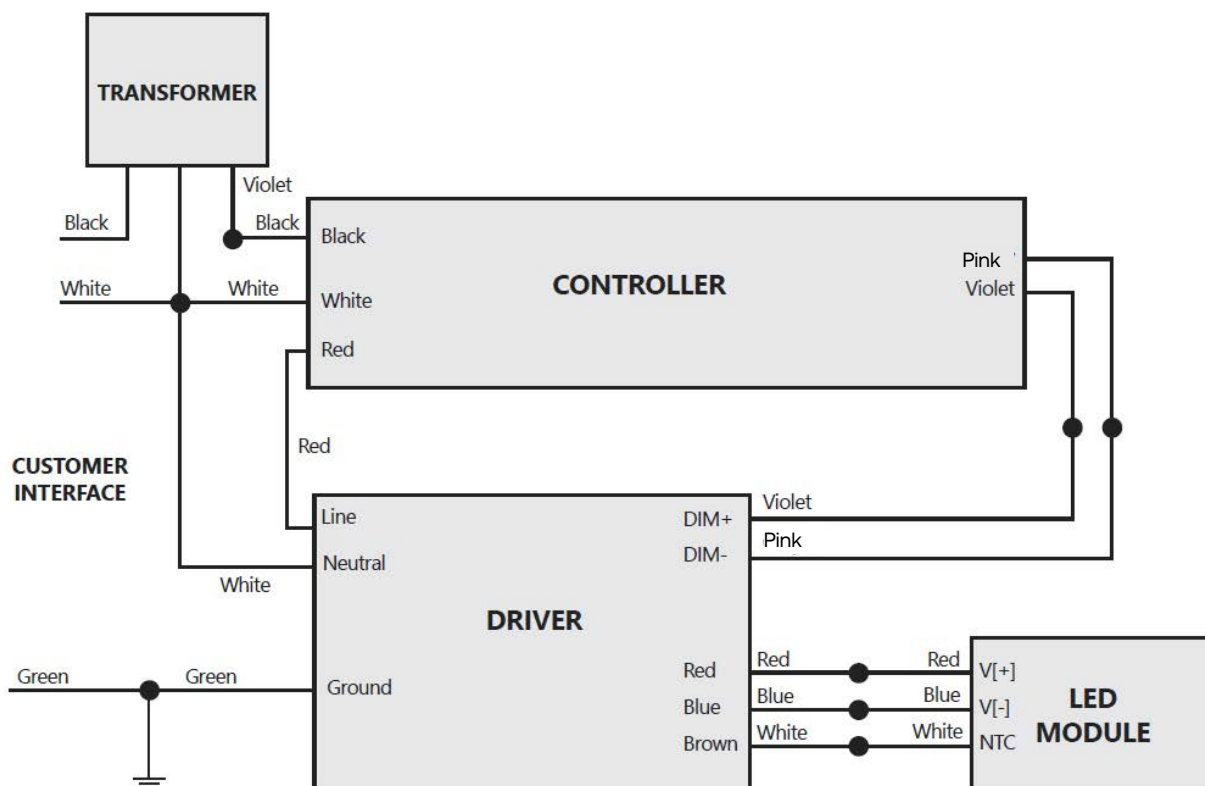 TRANSFORMER
Violet
Black
Black
Black
White
White
White
Red
CONTROLLER
Pink
Violet
Red
CUSTOMER
INTERFACE
Line
Neutral
White
DIM+
DIM-
Violet
Pink
DRIVER
Green
Green
Ground
Red
Blue
Brown
Red
Blue
White
Red
Blue
White
V[+]
V[-]
NTC
LED
MODULE